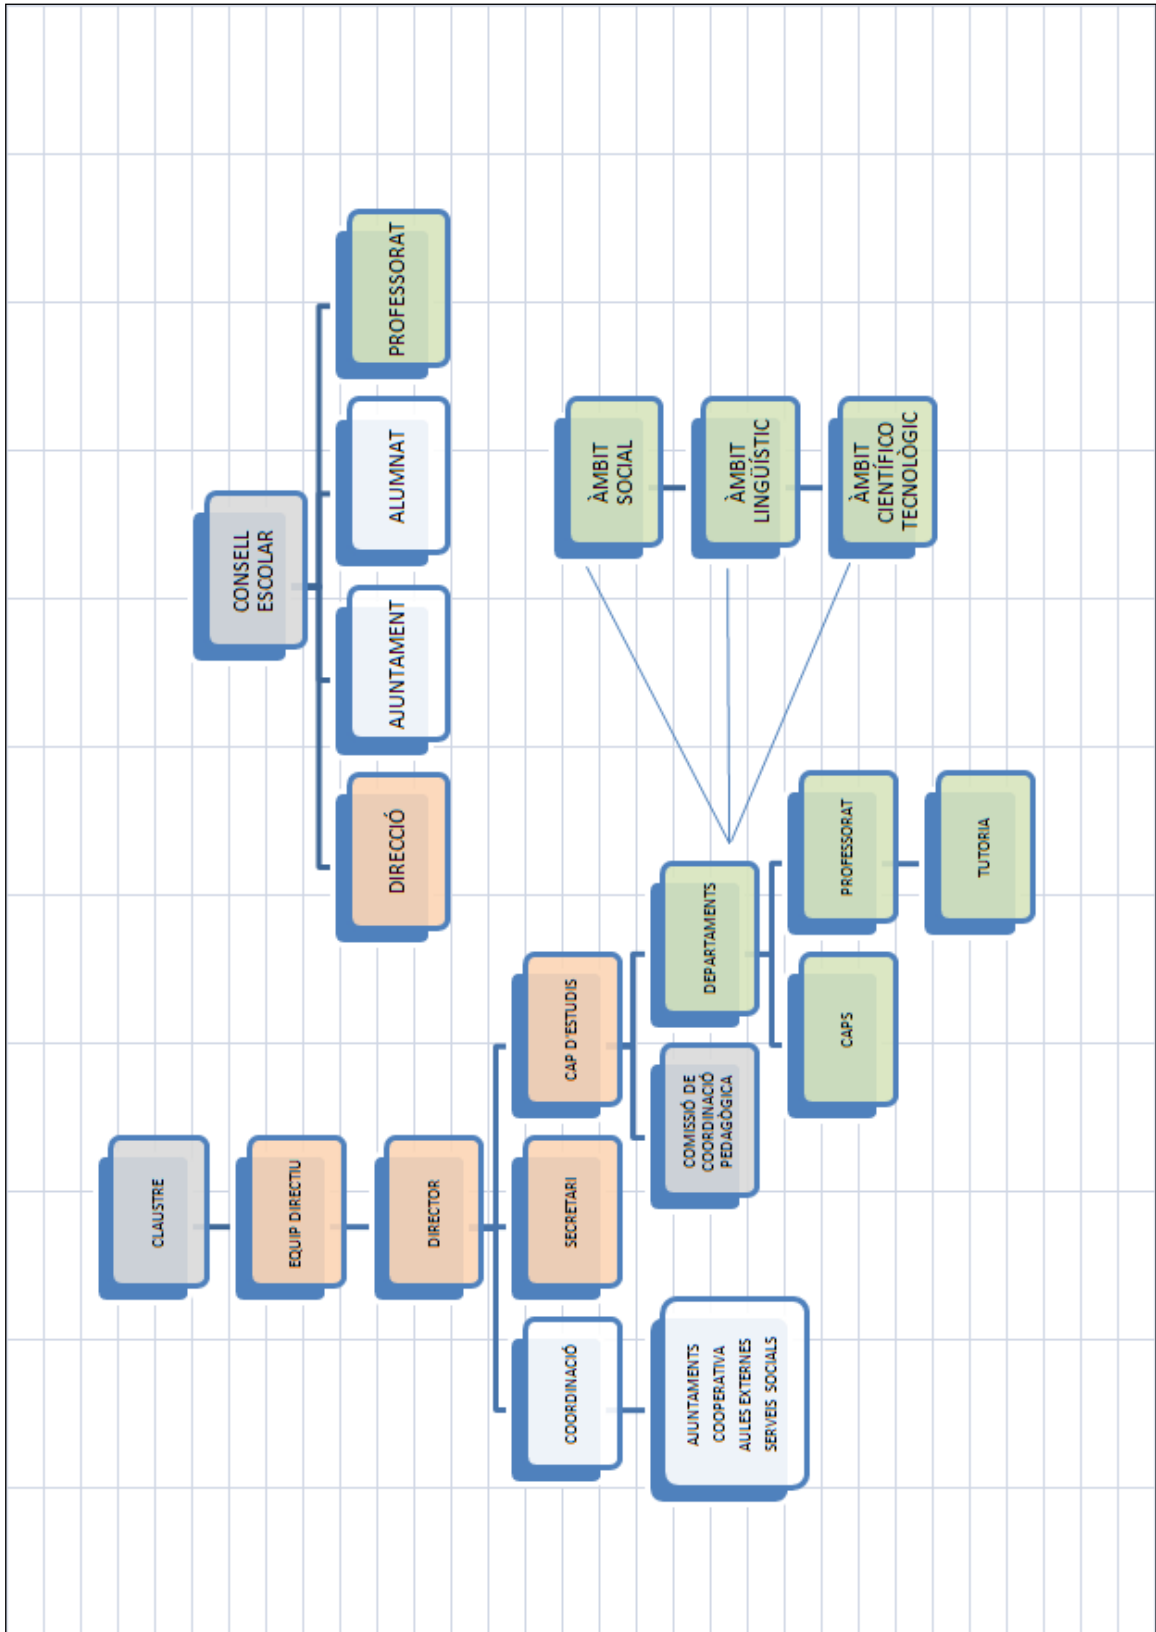 CLAUSTRE
EQUIP DIRECTIU
DIRECTOR
COORDINACIÓ
SECRETARI
CAP D'ESTUDIS
AJUNTAMENTS
COOPERATIVA
AULES EXTERNES
SERVEIS SOCIALS
COMISSIÓ DE
COORDINACIÓ
PEDAGÒGICA
DEPARTAMENTS
CAPS
PROFESSORAT
TUTORIA
CONSELL
ESCOLAR
DIRECCIÓ
AJUNTAMENT
ALUMNAT
PROFESSORAT
ÀMBIT
SOCIAL
ÀMBIT
LINGÜÍSTIC
ÀMBIT
CIENTÍFICO
TECNOLÒGIC